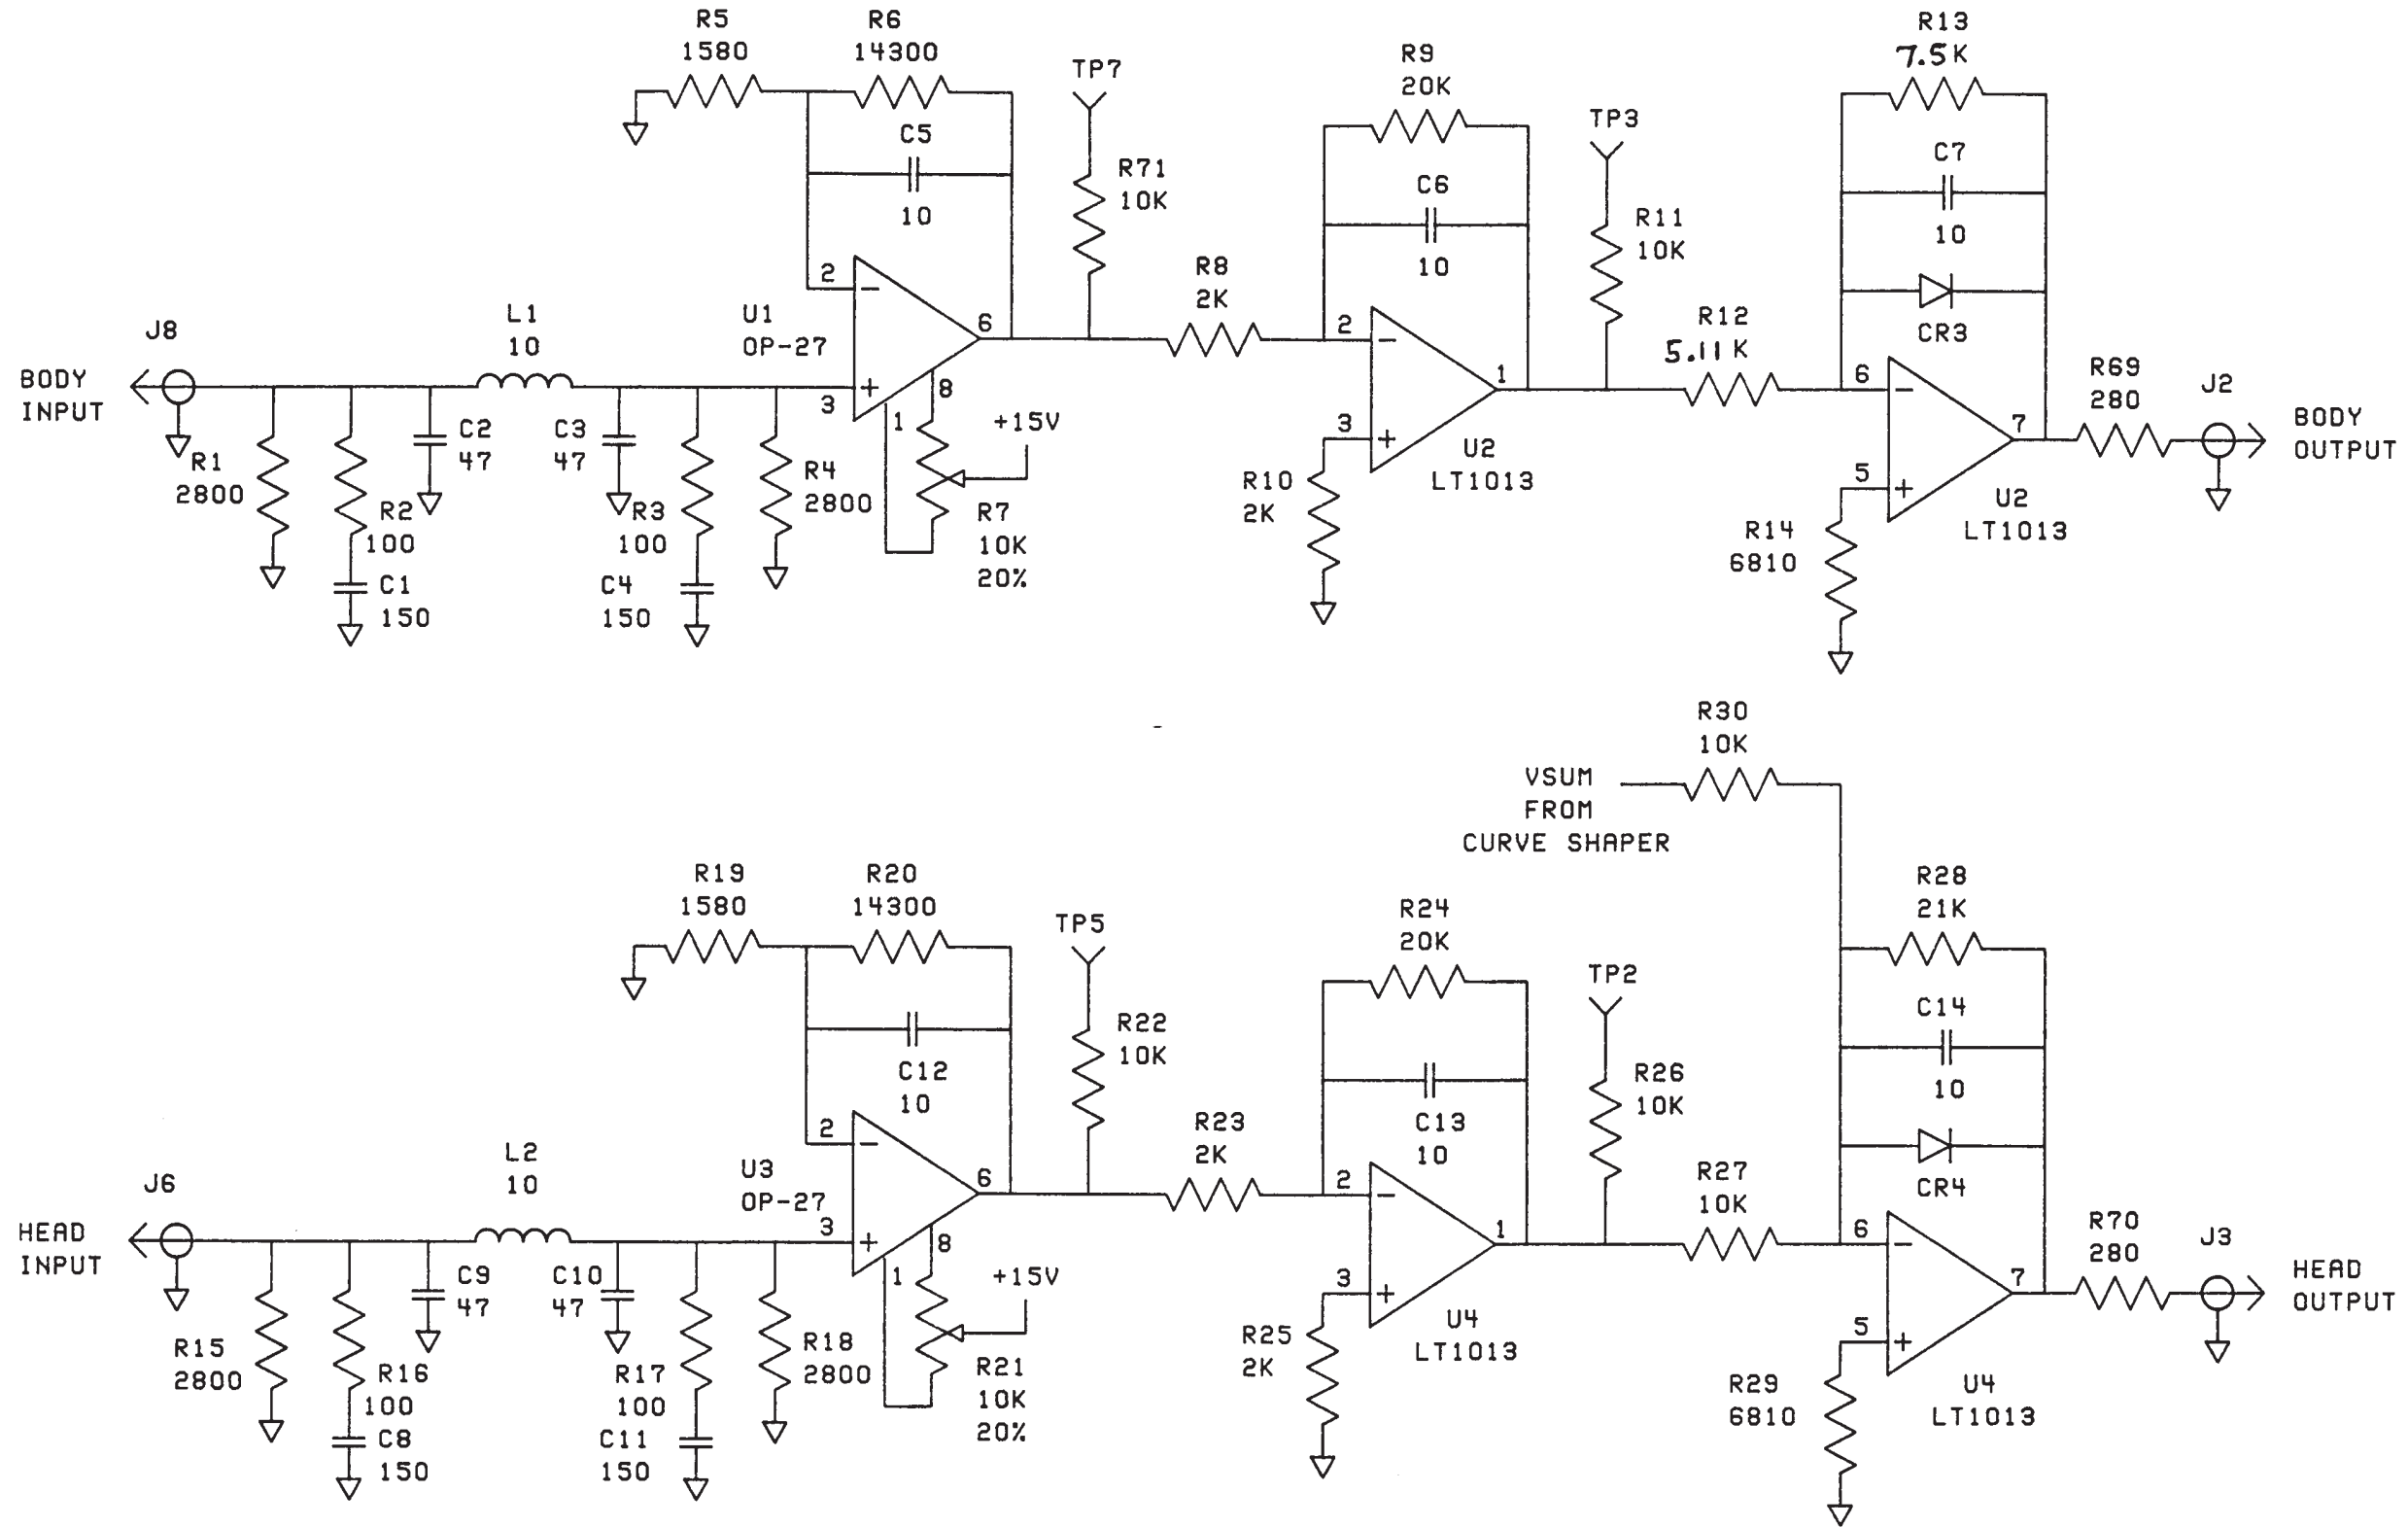 R5
1580
R6
14300
C5
10
TP7
R71
10K
R9
20K
C6
10
TP3
R11
10K
R13
7.5K
C7
10
CR3
J8
BODY
INPUT
L1
10
U1
OP-27
2
-
+
3
6
8
1
+15V
R7
10K
20%
R1
2800
R2
100
C1
150
C2
47
C3
47
R3
100
C4
150
R4
2800
R8
2K
2
-
3
+
1
U2
LT1013
R10
2K
R12
5.11K
6
-
5
+
7
U2
LT1013
R14
6810
R69
280
J2
BODY
OUTPUT
R30
10K
VSUM
FROM
CURVE SHAPER
R19
1580
R20
14300
C12
10
TP5
R22
10K
R24
20K
C13
10
TP2
R26
10K
R28
21K
C14
10
CR4
J6
HEAD
INPUT
L2
10
U3
OP-27
2
-
3
+
6
8
1
+15V
R21
10K
20%
R15
2800
R16
100
C8
150
C9
47
C10
47
R17
100
C11
150
R18
2800
R23
2K
2
-
3
+
1
U4
LT1013
R25
2K
R27
10K
6
-
5
+
7
U4
LT1013
R29
6810
R70
280
J3
HEAD
OUTPUT